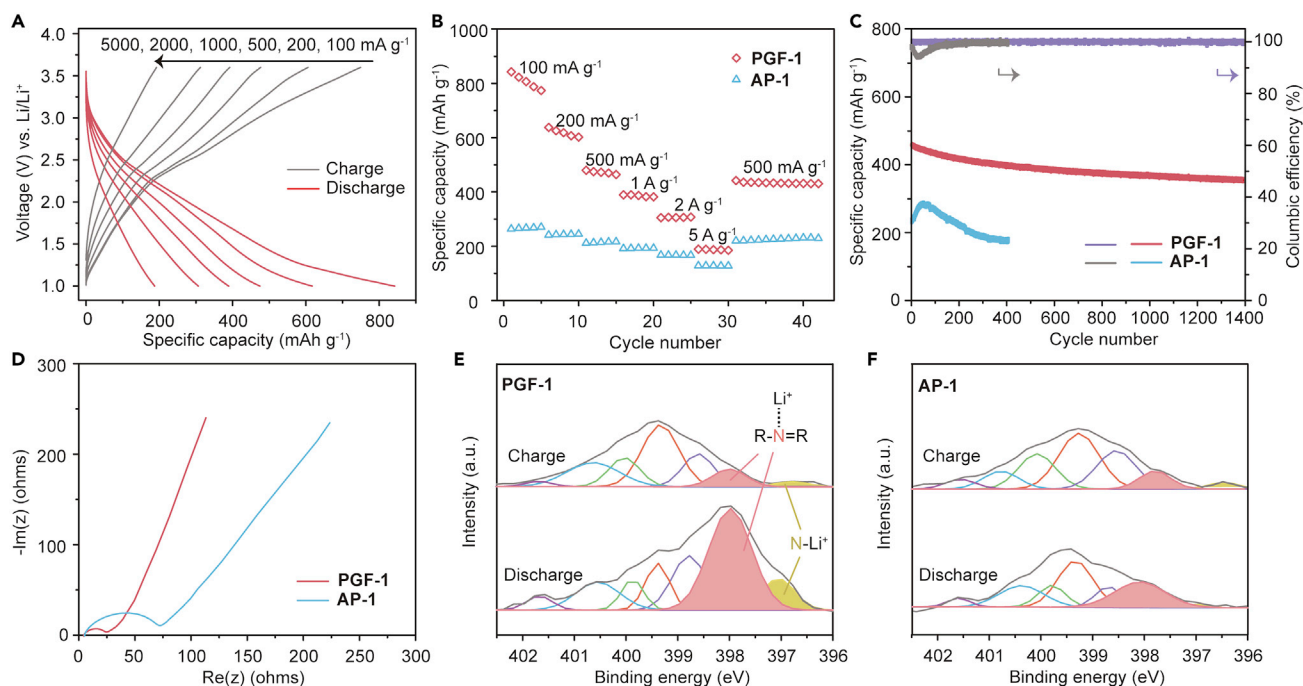 A
5000, 2000, 1000, 500, 200, 100 mA g⁻¹
Voltage (V) vs. Li/Li⁺
4.0
3.5
3.0
2.5
2.0
1.5
1.0
Charge
Discharge
0 200 400 600 800
Specific capacity (mAh g⁻¹)
B
Specific capacity (mAh g⁻¹)
1000
800
600
400
200
0
PGF-1
AP-1
100 mA g⁻¹
200 mA g⁻¹
500 mA g⁻¹
1 A g⁻¹
2 A g⁻¹
5 A g⁻¹
500 mA g⁻¹
0 10 20 30 40
Cycle number
C
Specific capacity (mAh g⁻¹)
800
600
400
200
0
100
80
60
40
20
0
Columbic efficiency (%)
PGF-1
AP-1
0 200 400 600 800 1000 1200 1400
Cycle number
D
-Im(z) (ohms)
300
200
100
0
PGF-1
AP-1
0 50 100 150 200 250 300
Re(z) (ohms)
E
PGF-1
Intensity (a.u.)
Li⁺
R-N=R
Charge
N-Li⁺
Discharge
402 401 400 399 398 397 396
Binding energy (eV)
F
AP-1
Intensity (a.u.)
Charge
Discharge
402 401 400 399 398 397 396
Binding energy (eV)